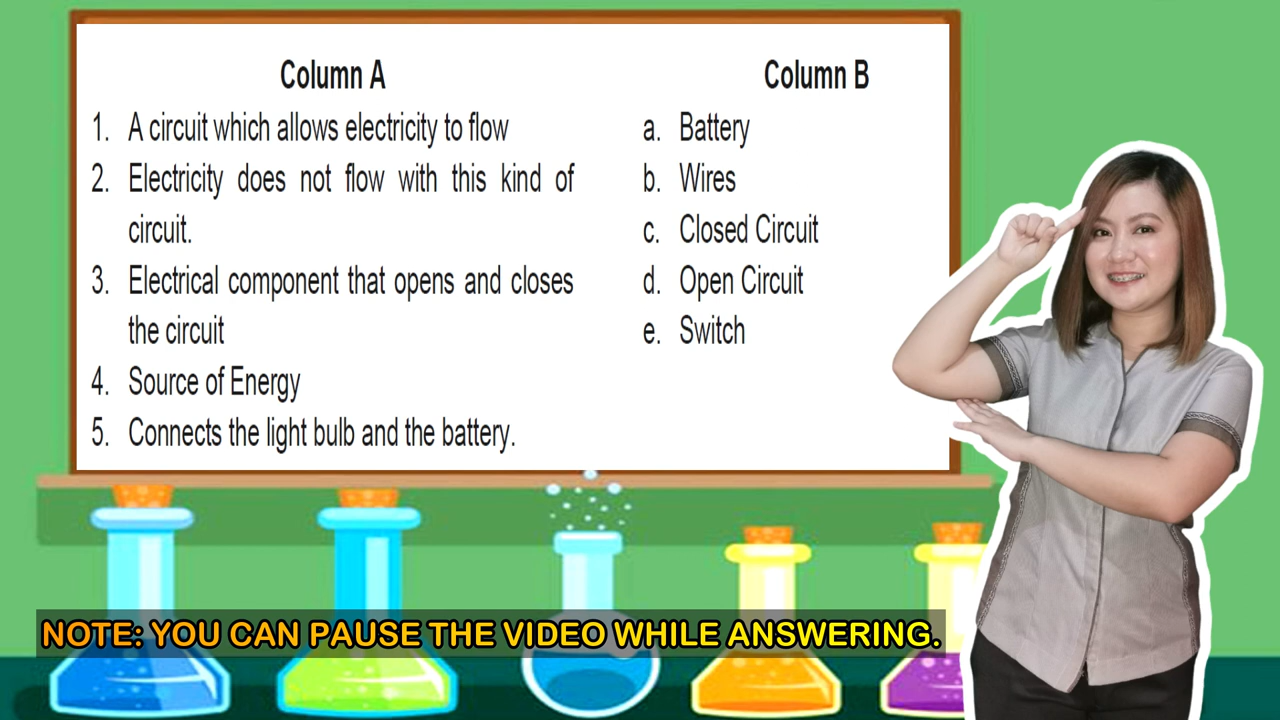 Column A
1. A circuit which allows electricity to flow
2. Electricity does not flow with this kind of
circuit.
3. Electrical component that opens and closes
the circuit
4. Source of Energy
5. Connects the light bulb and the battery.
Column B
a. Battery
b. Wires
c. Closed Circuit
d. Open Circuit
e. Switch
NOTE: YOU CAN PAUSE THE VIDEO WHILE ANSWERING.